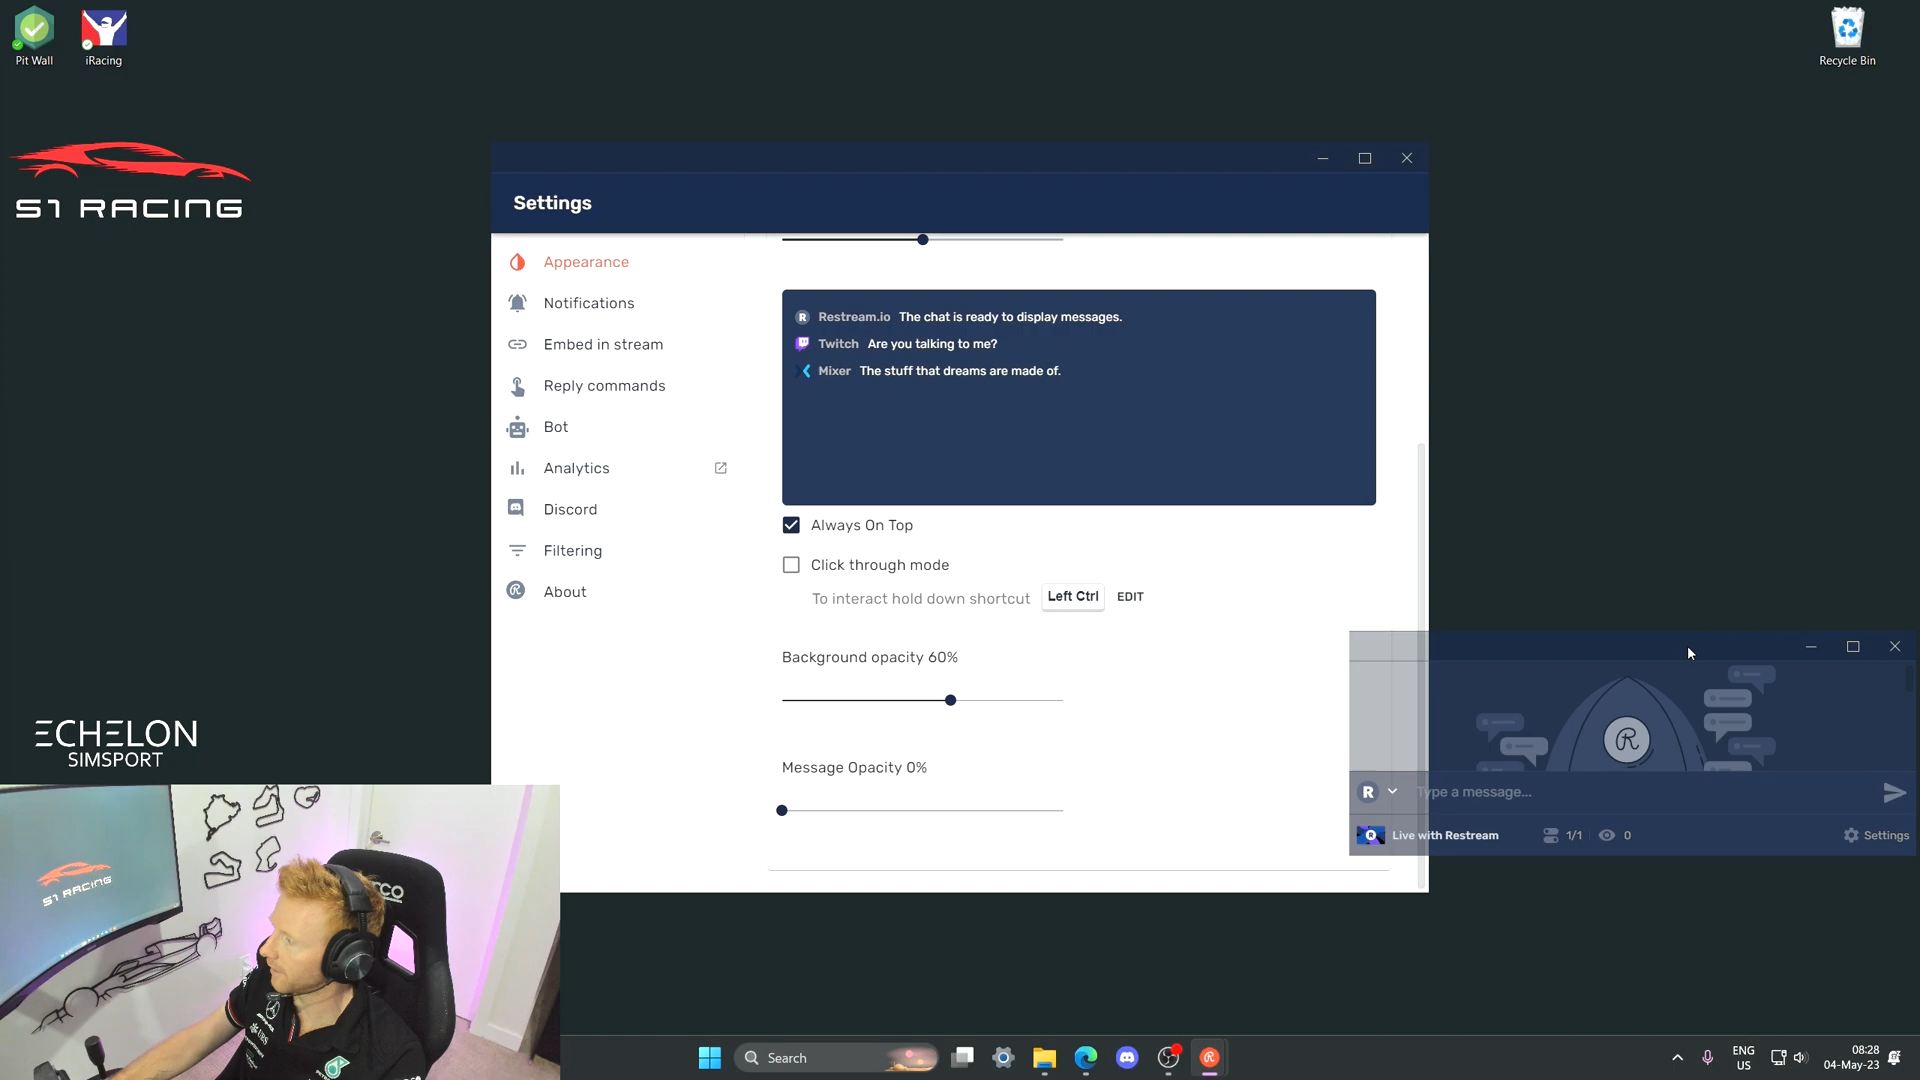 Pit Wall
iRacing
Recycle Bin
S1 RACING
Settings
Appearance
Notifications
Embed in stream
Reply commands
Bot
Analytics
Discord
Filtering
About
Restream.io The chat is ready to display messages.
Twitch Are you talking to me?
Mixer The stuff that dreams are made of.
Always On Top
Click through mode
To interact hold down shortcut Left Ctrl EDIT
Background opacity 60%
Message Opacity 0%
R
Type a message...
Live with Restream 1/1 0 Settings
ECHELON
SIMSPORT
S1 RACING
Search
ENG
US
08:28
04-May-23